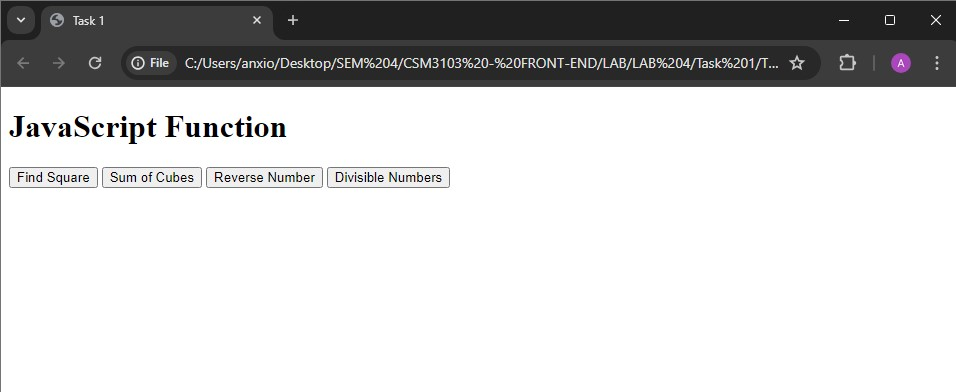 Task 1
File C:/Users/anxio/Desktop/SEM%204/CSM3103%20-%20FRONT-END/LAB/LAB%204/Task%201/T... A
JavaScript Function
Find Square Sum of Cubes Reverse Number Divisible Numbers